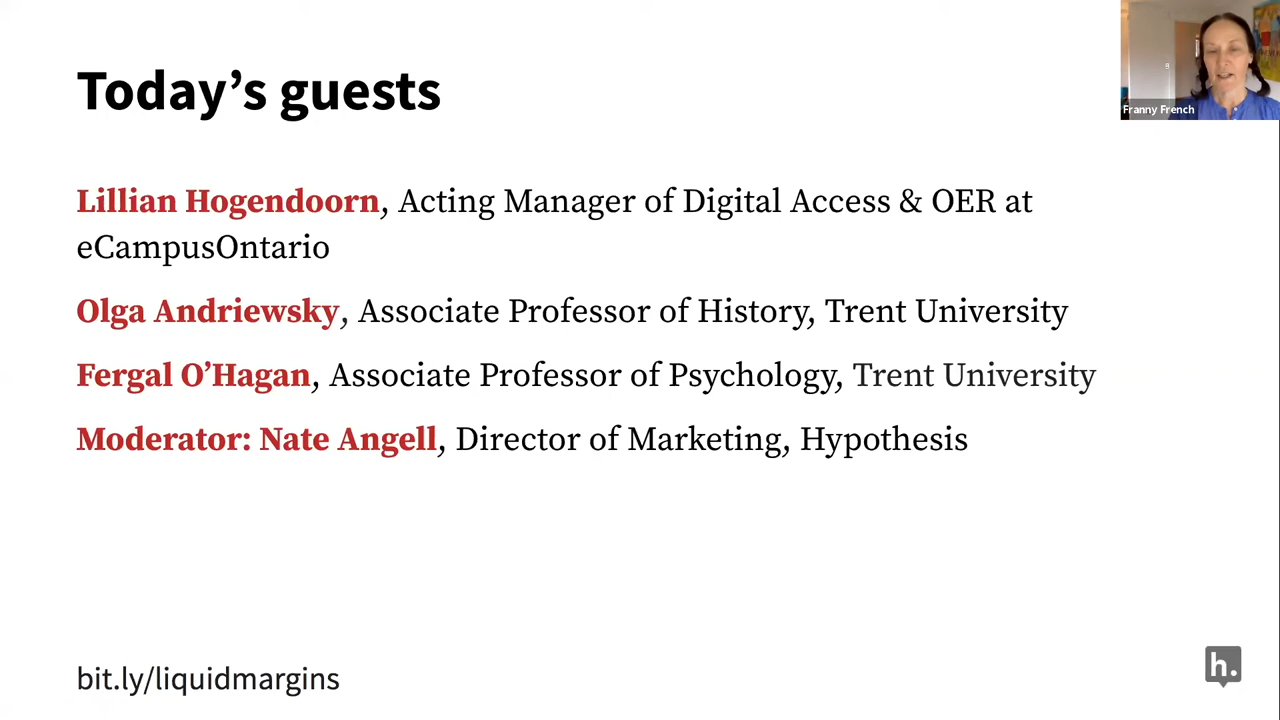 Today’s guests
Franny French
Lillian Hogendoorn, Acting Manager of Digital Access & OER at
eCampusOntario
Olga Andriewsky, Associate Professor of History, Trent University
Fergal O’Hagan, Associate Professor of Psychology, Trent University
Moderator: Nate Angell, Director of Marketing, Hypothesis
bit.ly/liquidmargins
h.